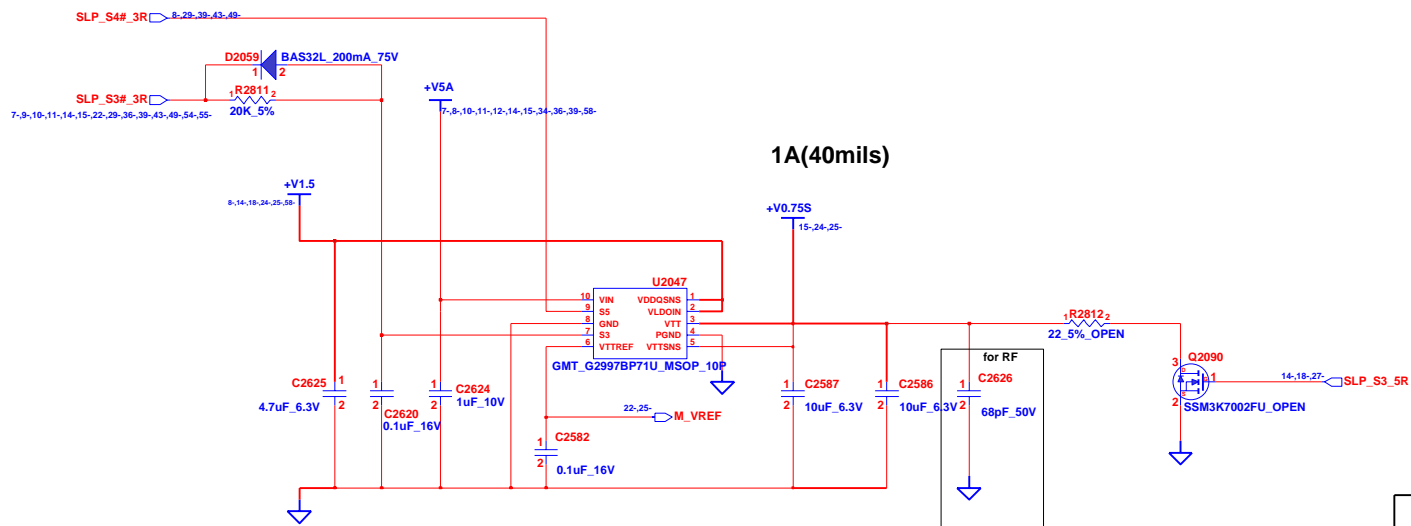 SLP_S4#_3R
8-,29-,39-,43-,49-
D2059
BAS32L_200mA_75V
1
2
SLP_S3#_3R
1
R2811
2
20K_5%
7-,9-,10-,11-,14-,15-,22-,29-,36-,39-,43-,49-,54-,55-
+V5A
7-,8-,10-,11-,12-,14-,15-,34-,36-,39-,58-
1A(40mils)
+V1.5
8-,14-,18-,24-,25-,58-
+V0.75S
15-,24-,25-
U2047
10 VIN VDDQSNS 1
9 S5 VLDOIN 2
8 GND VTT 3
7 S3 PGND 4
6 VTTREF VTTSNS 5
GMT_G2997BP71U_MSOP_10P
1
R2812
2
22_5%_OPEN
for RF
Q2090
3
D
G
1
S
2
14-,18-,27-
SLP_S3_5R
SSM3K7002FU_OPEN
C2625
1
2
4.7uF_6.3V
1
2
C2620
0.1uF_16V
1
C2624
2
1uF_10V
1
C2587
2
10uF_6.3V
1
C2586
2
10uF_6.3V
1
C2626
2
68pF_50V
22-,25-
M_VREF
1
C2582
2
0.1uF_16V